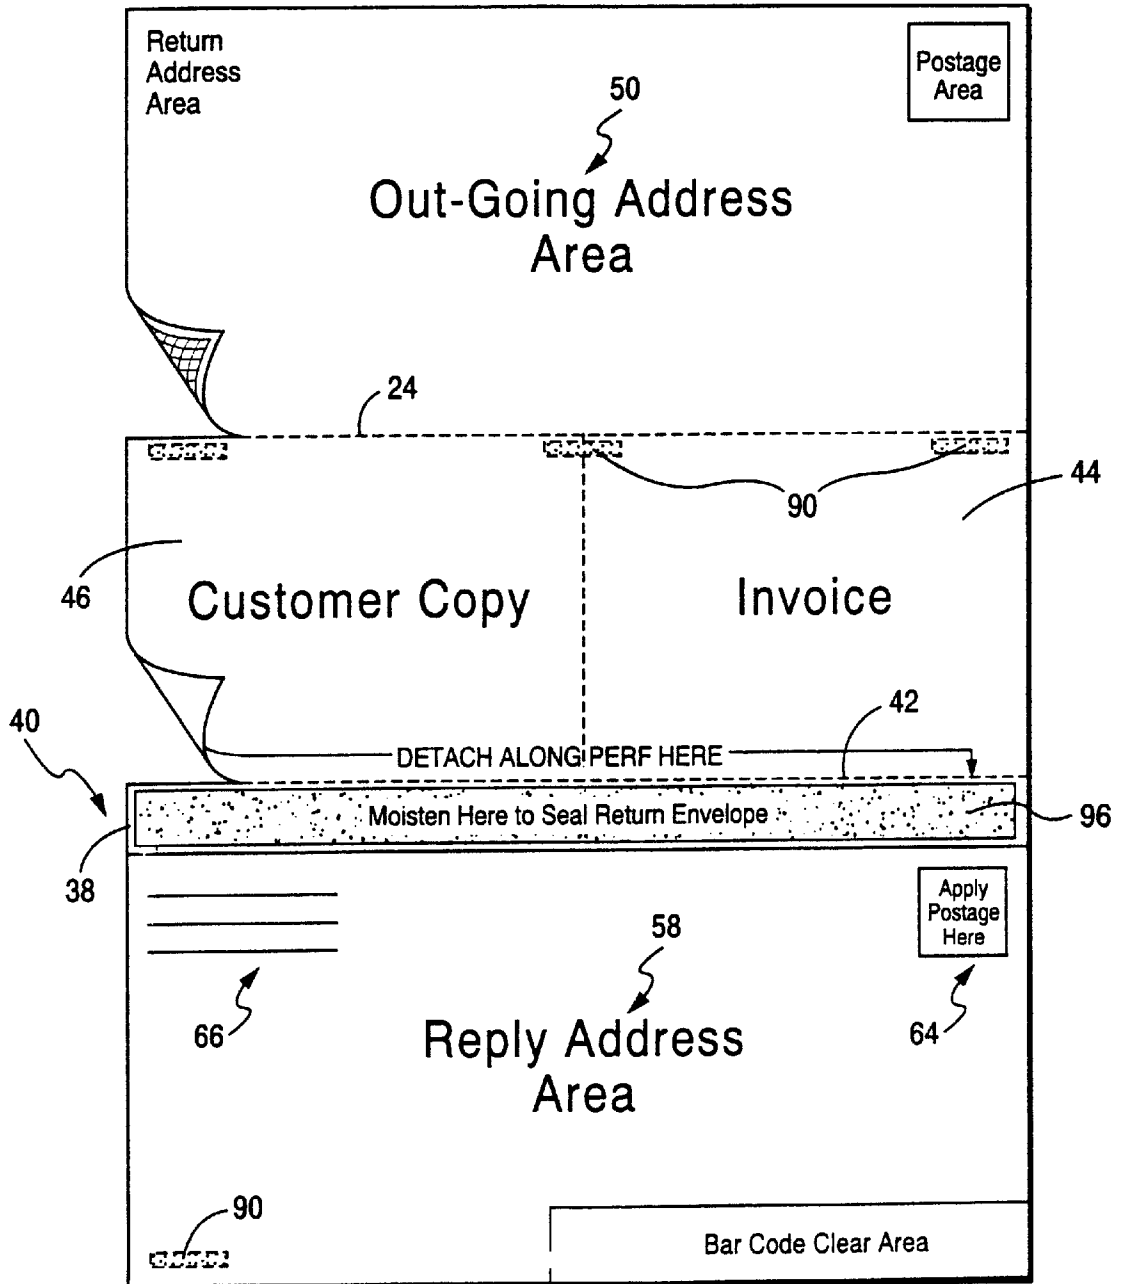 Return
Address
Area
Postage
Area
50
Out-Going Address
Area
24
90
44
46
Customer Copy
Invoice
40
42
DETACH ALONG PERF HERE
Moisten Here to Seal Return Envelope
96
38
Apply
Postage
Here
58
66
64
Reply Address
Area
90
Bar Code Clear Area